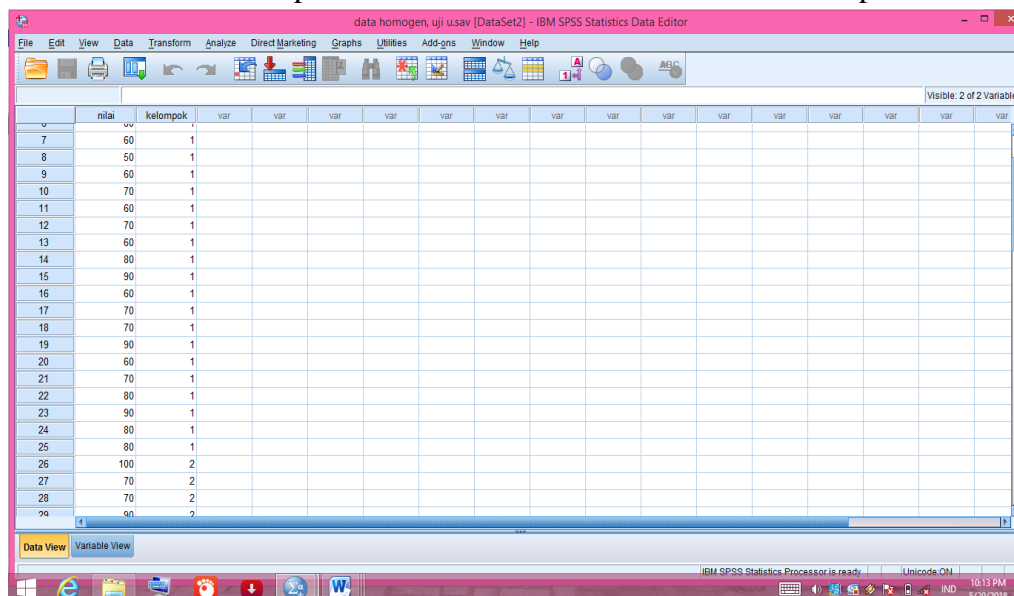 data homogen, uji u.sav [DataSet2] - IBM SPSS Statistics Data Editor
File Edit View Data Transform Analyze Direct Marketing Graphs Utilities Add-ons Window Help
Visible: 2 of 2 Variable
nilai kelompok var var var var var var var var var var var var var
7 60 1
8 50 1
9 60 1
10 70 1
11 60 1
12 70 1
13 60 1
14 80 1
15 90 1
16 60 1
17 70 1
18 70 1
19 90 1
20 60 1
21 70 1
22 80 1
23 90 1
24 80 1
25 80 1
26 100 2
27 70 2
28 70 2
29 90 2
Data View Variable View
IBM SPSS Statistics Processor is ready Unicode:ON
IND 10:13 PM
5/20/2018